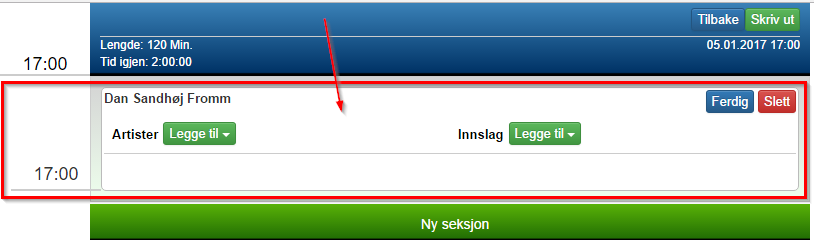 Tilbake Skriv ut
Lengde: 120 Min. 05.01.2017 17:00
17:00 Tid igjen: 2:00:00
Dan Sandhøj Fromm Ferdig Slett
Artister Legge til Innslag Legge til
17:00
Ny seksjon